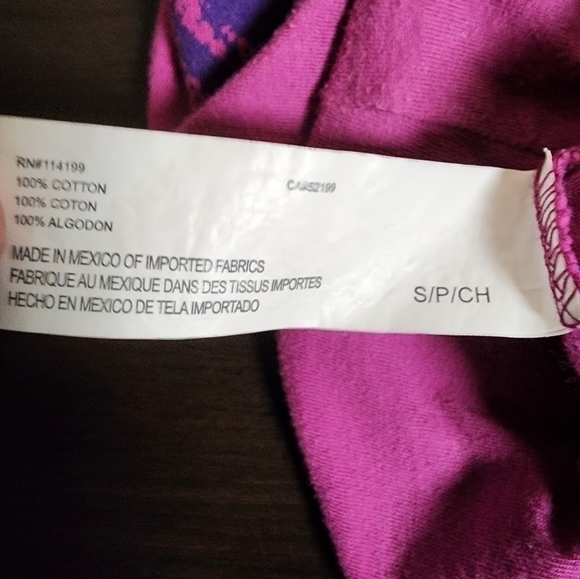 RN#114199
100% COTTON
100% COTON
100% ALGODON
CA#52199
MADE IN MEXICO OF IMPORTED FABRICS
FABRIQUE AU MEXIQUE DANS DES TISSUS IMPORTES
HECHO EN MEXICO DE TELA IMPORTADO
S/P/CH